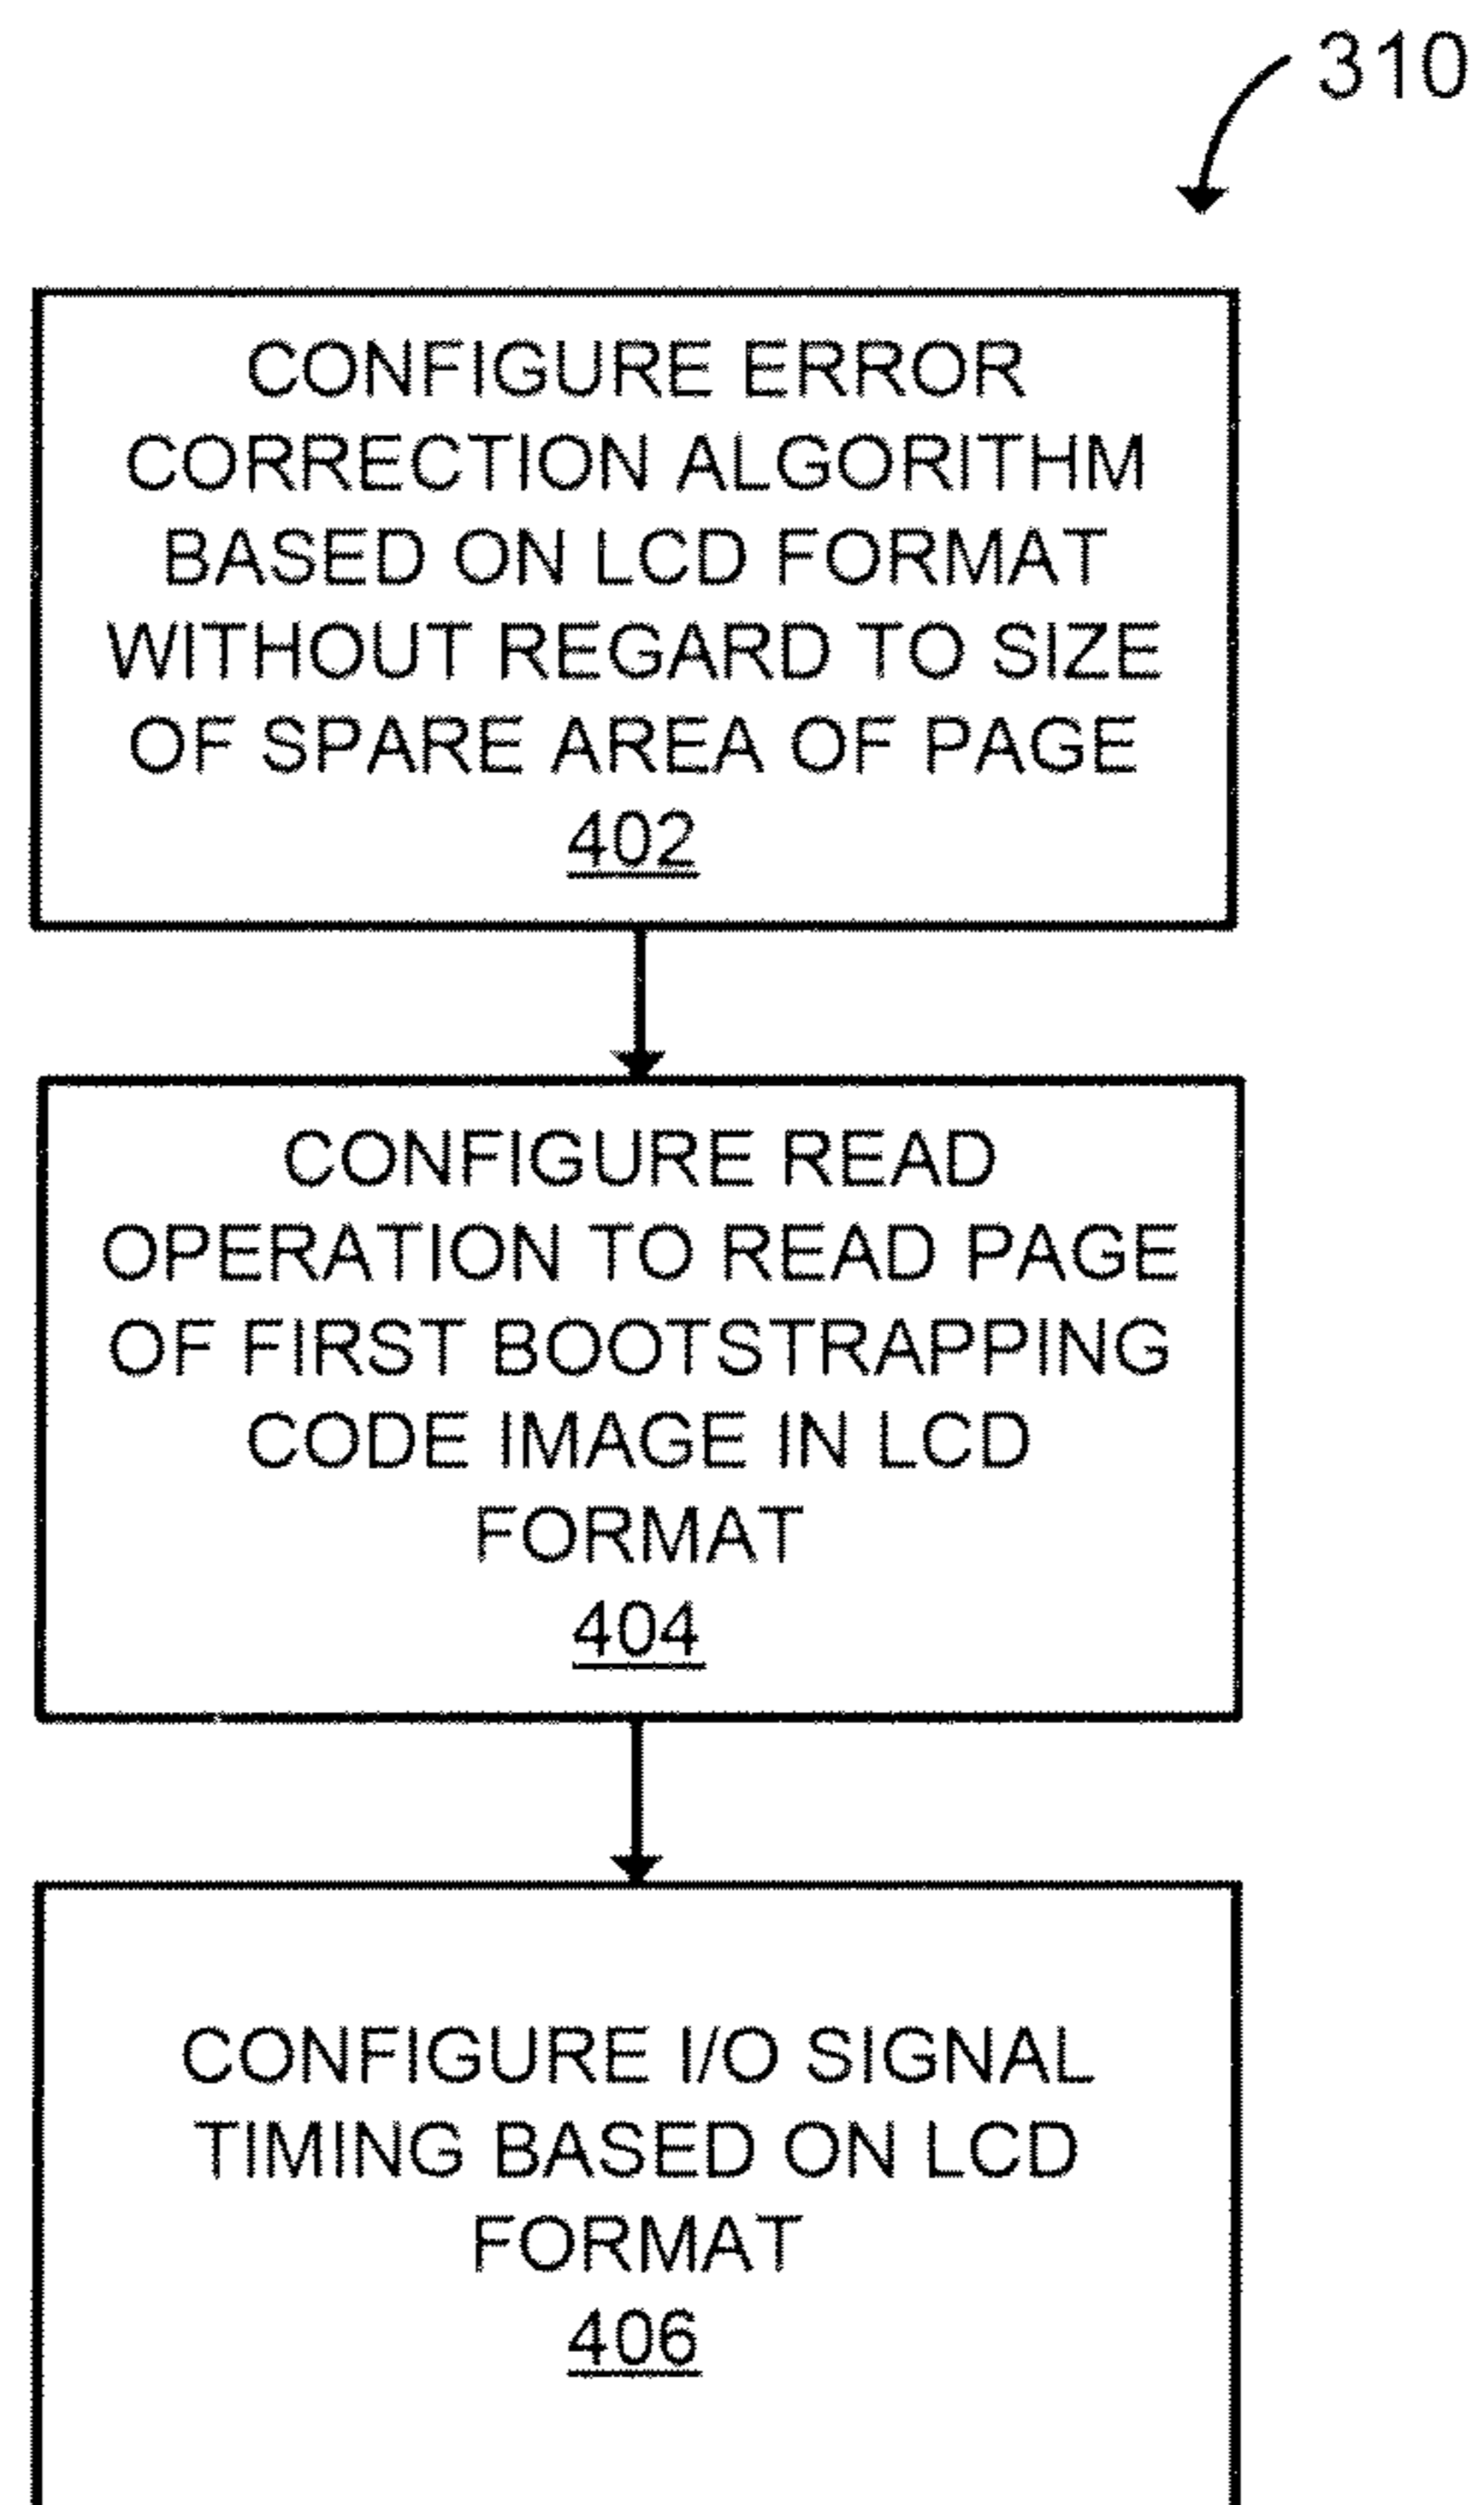 310
CONFIGURE ERROR
CORRECTION ALGORITHM
BASED ON LCD FORMAT
WITHOUT REGARD TO SIZE
OF SPARE AREA OF PAGE
402
CONFIGURE READ
OPERATION TO READ PAGE
OF FIRST BOOTSTRAPPING
CODE IMAGE IN LCD
FORMAT
404
CONFIGURE I/O SIGNAL
TIMING BASED ON LCD
FORMAT
406